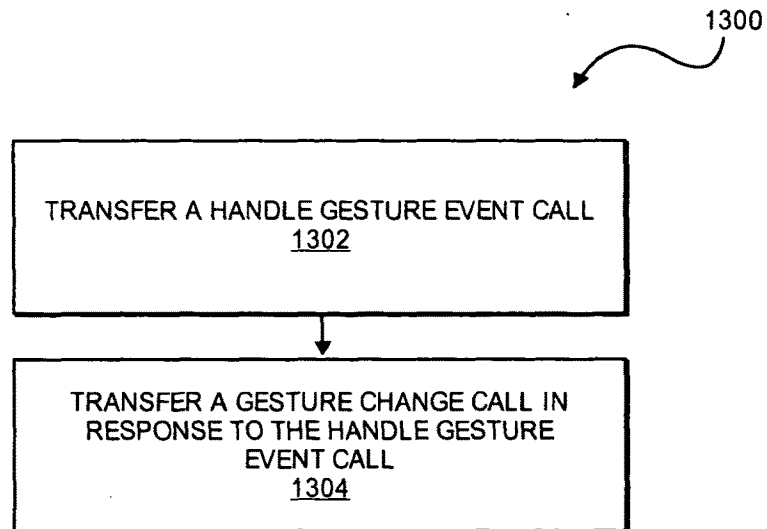 1300
TRANSFER A HANDLE GESTURE EVENT CALL
1302
TRANSFER A GESTURE CHANGE CALL IN
RESPONSE TO THE HANDLE GESTURE
EVENT CALL
1304